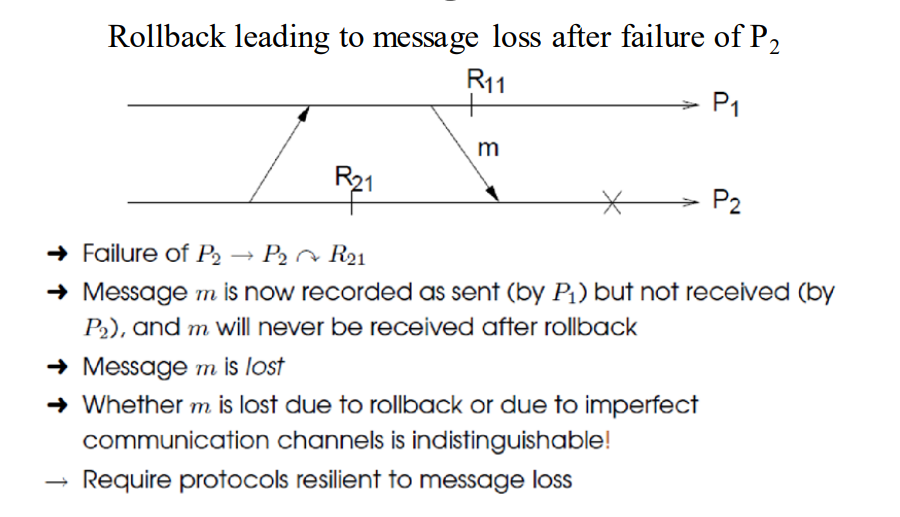 Rollback leading to message loss after failure of P₂
R₁₁
P₁
m
R₂₁
P₂
➜ Failure of P₂ → P₂ ↷ R₂₁
➜ Message m is now recorded as sent (by P₁) but not received (by
P₂), and m will never be received after rollback
➜ Message m is lost
➜ Whether m is lost due to rollback or due to imperfect
communication channels is indistinguishable!
→ Require protocols resilient to message loss